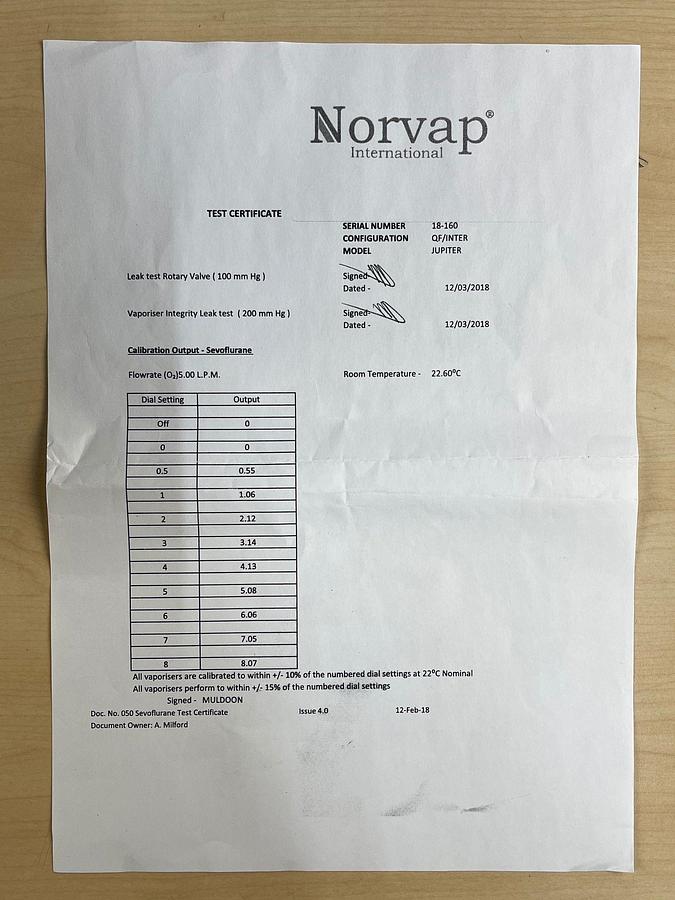 Norvap®
International
TEST CERTIFICATE
SERIAL NUMBER 18-160
CONFIGURATION QF/INTER
MODEL JUPITER
Leak test Rotary Valve ( 100 mm Hg ) Signed-
Dated - 12/03/2018
Vaporiser Integrity Leak test ( 200 mm Hg ) Signed-
Dated - 12/03/2018
Calibration Output - Sevoflurane
Flowrate (O₂)5.00 L.P.M. Room Temperature - 22.60⁰C
Dial Setting Output
Off 0
0 0
0.5 0.55
1 1.06
2 2.12
3 3.14
4 4.13
5 5.08
6 6.06
7 7.05
8 8.07
All vaporisers are calibrated to within +/- 10% of the numbered dial settings at 22⁰C Nominal
All vaporisers perform to within +/- 15% of the numbered dial settings
Signed - MULDOON
Doc. No. 050 Sevoflurane Test Certificate Issue 4.0 12-Feb-18
Document Owner: A. Milford